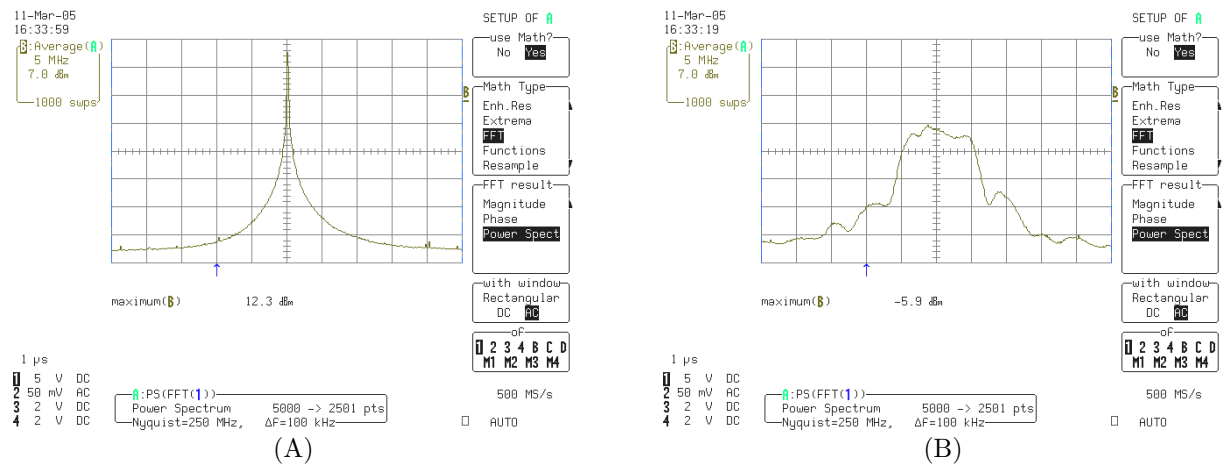 11-Mar-05
16:33:59
B:Average(A)
5 MHz
7.0 dBm
1000 swps
B
SETUP OF A
use Math?
No Yes
Math Type
Enh.Res
Extrema
FFT
Functions
Resample
FFT result
Magnitude
Phase
Power Spect
with window
Rectangular
DC AC
of
1 2 3 4 B C D
M1 M2 M3 M4
maximum(B) 12.3 dBm
1 µs
1 5 V DC
2 50 mV AC
3 2 V DC
4 2 V DC
A:PS(FFT(1))
Power Spectrum 5000 -> 2501 pts
Nyquist=250 MHz, ΔF=100 kHz
500 MS/s
AUTO
(A)
11-Mar-05
16:33:19
B:Average(A)
5 MHz
7.0 dBm
1000 swps
B
SETUP OF A
use Math?
No Yes
Math Type
Enh.Res
Extrema
FFT
Functions
Resample
FFT result
Magnitude
Phase
Power Spect
with window
Rectangular
DC AC
of
1 2 3 4 B C D
M1 M2 M3 M4
maximum(B) -5.9 dBm
1 µs
1 5 V DC
2 50 mV AC
3 2 V DC
4 2 V DC
A:PS(FFT(1))
Power Spectrum 5000 -> 2501 pts
Nyquist=250 MHz, ΔF=100 kHz
500 MS/s
AUTO
(B)